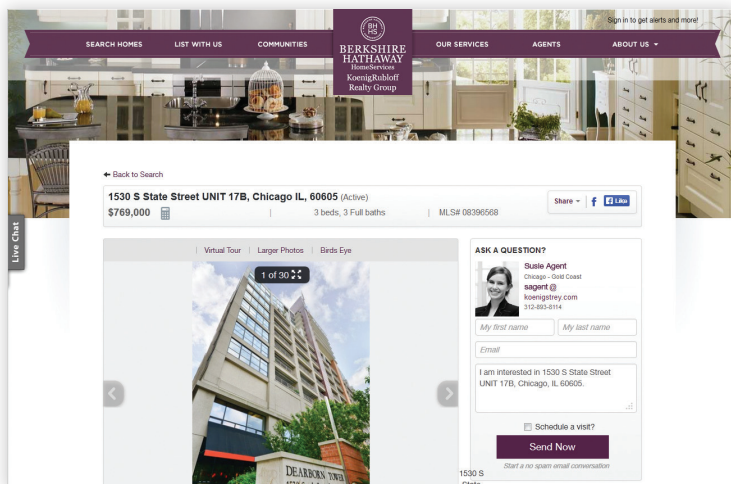 Sign in to get alerts and more!
BH
HS
SEARCH HOMES LIST WITH US COMMUNITIES
BERKSHIRE
HATHAWAY
HomeServices
KoenigRubloff
Realty Group
OUR SERVICES AGENTS ABOUT US
Back to Search
1530 S State Street UNIT 17B, Chicago IL, 60605 (Active)
$769,000 | 3 beds, 3 Full baths | MLS# 08396568
Share f Like
Live Chat
| Virtual Tour | Larger Photos | Birds Eye
1 of 30
DEARBORN TOWER
ASK A QUESTION?
Susie Agent
Chicago - Gold Coast
sagent @
koenigstrey.com
312-893-8114
My first name My last name
Email
I am interested in 1530 S State Street
UNIT 17B, Chicago, IL 60605.
Schedule a visit?
Send Now
Start a no spam email conversation
1530 S
State